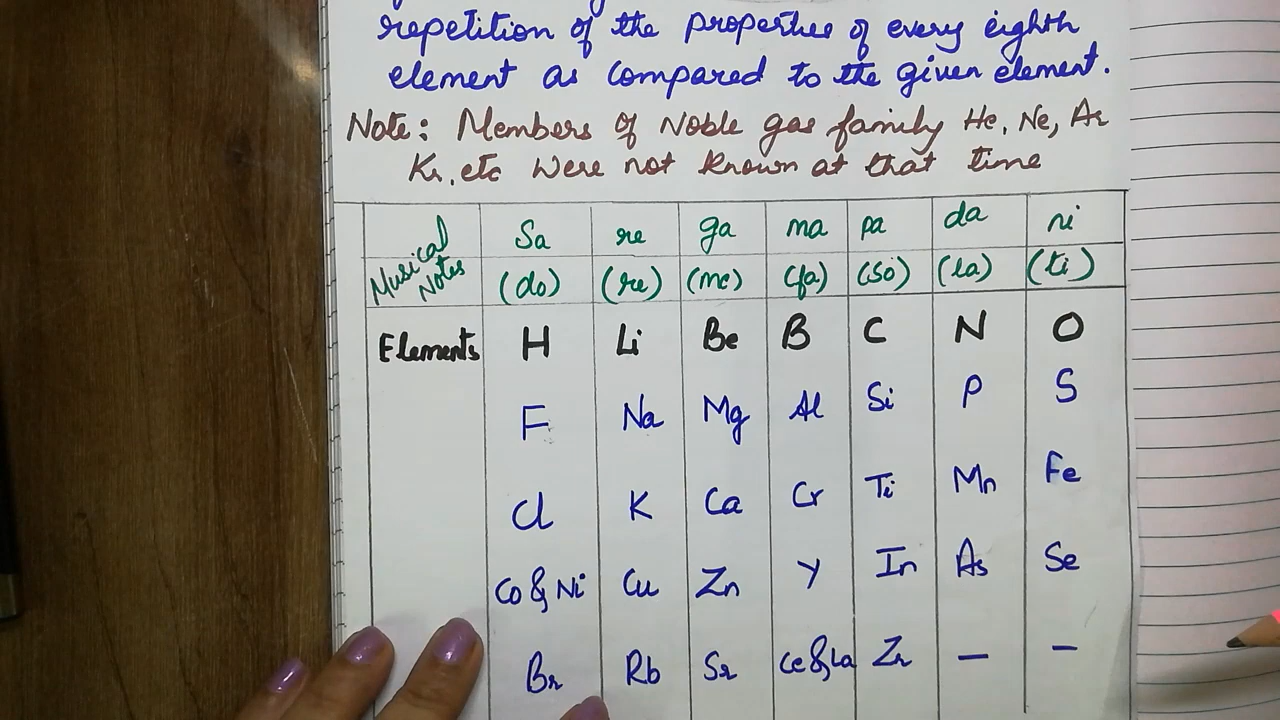 repetition of the properties of every eighth
element as compared to the given element.
Note: Members of Noble gas family He, Ne, Ar
Kr, etc were not known at that time
Musical Notes Sa re ga ma pa da ni
(do) (re) (me) (fa) (so) (la) (ti)
Elements H Li Be B C N O
F Na Mg Al Si P S
Cl K Ca Cr Ti Mn Fe
Co & Ni Cu Zn Y In As Se
Br Rb Sr Ce & La Zr — —